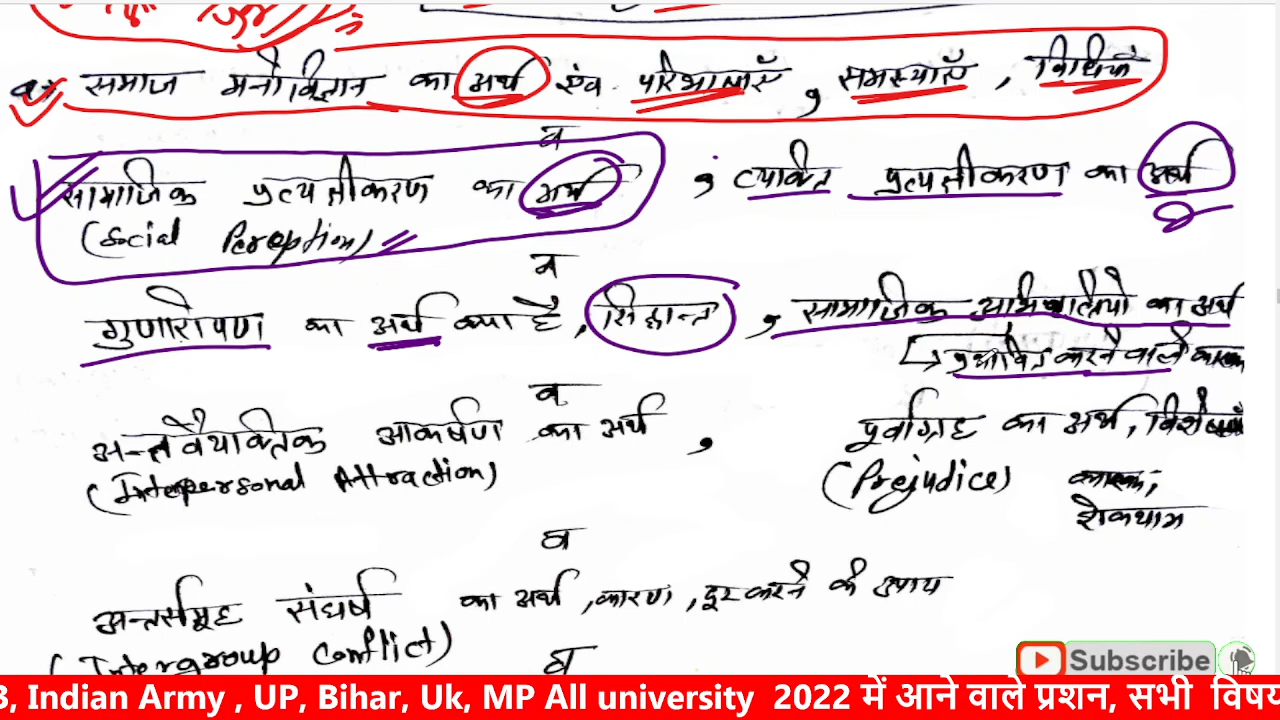 समाज मनोविज्ञान का अर्थ एंव परिभाषाएँ, समस्याएँ, विधियाँ
व
सामाजिक प्रत्यक्षीकरण का अर्थ, व्यक्ति प्रत्यक्षीकरण का अर्थ
(Social Perception)
व
गुणारोपण का अर्थ क्या है, सिद्धान्त, सामाजिक अभिवृत्तियो का अर्थ
प्रभावित करने वाले कारक
व
अन्तर्वैयाक्तिक आकर्षण का अर्थ, पूर्वाग्रह का अर्थ, विशेषताएँ
(Interpersonal Attraction) (Prejudice) कारक,
रोकथाम
व
अन्तर्समूह संघर्ष का अर्थ, कारण, दूर करने के उपाय
(Intergroup Conflict)
व
Subscribe
B, Indian Army , UP, Bihar, Uk, MP All university 2022 में आने वाले प्रशन, सभी विषय